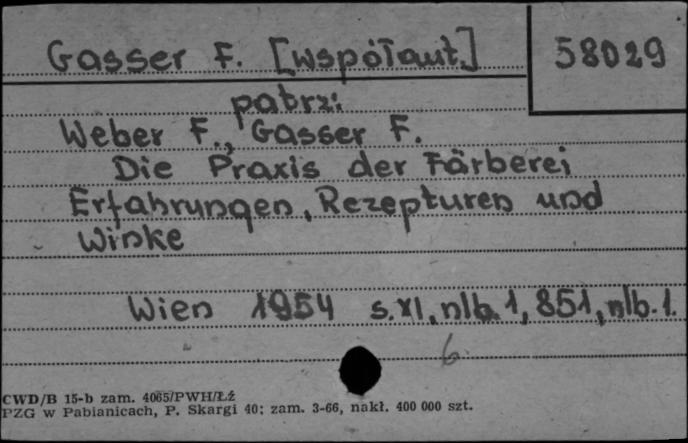 Gasser F. [współaut.] 58029
patrz:
Weber F., Gasser F.
Die Praxis der Färberei
Erfahrungen, Rezepturen und
Winke
Wien 1954 s. XI, nlb. 1, 851, nlb. 1.
6
CWD/B 15-b zam. 4065/PWH/Łź
PZG w Pabianicach, P. Skargi 40; zam. 3-66, nakł. 400 000 szt.